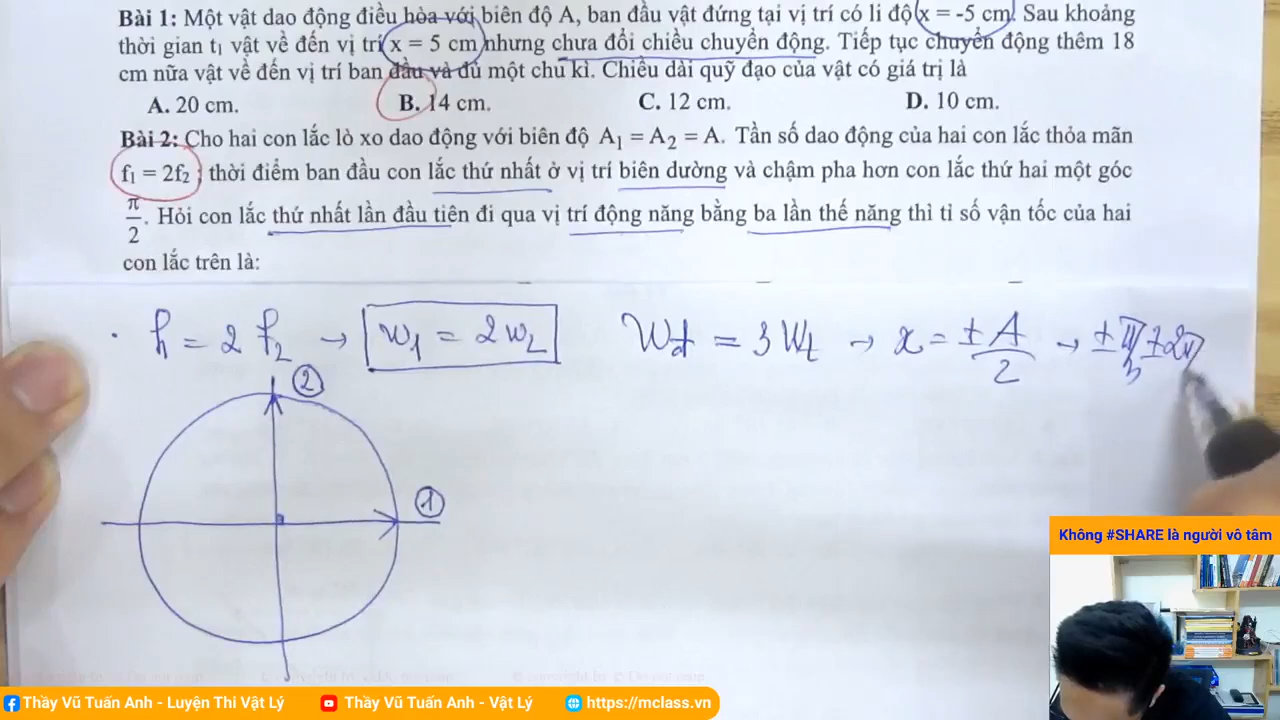 Bài 1: Một vật dao động điều hòa với biên độ A, ban đầu vật đứng tại vị trí có li độ x = -5 cm. Sau khoảng
thời gian t₁ vật về đến vị trí x = 5 cm nhưng chưa đổi chiều chuyển động. Tiếp tục chuyển động thêm 18
cm nữa vật về đến vị trí ban đầu và đủ một chu kì. Chiều dài quỹ đạo của vật có giá trị là
A. 20 cm. B. 14 cm. C. 12 cm. D. 10 cm.
Bài 2: Cho hai con lắc lò xo dao động với biên độ A₁ = A₂ = A. Tần số dao động của hai con lắc thỏa mãn
f₁ = 2f₂ ; thời điểm ban đầu con lắc thứ nhất ở vị trí biên dường và chậm pha hơn con lắc thứ hai một góc
π/2. Hỏi con lắc thứ nhất lần đầu tiên đi qua vị trí động năng bằng ba lần thế năng thì tỉ số vận tốc của hai
con lắc trên là:
· f₁ = 2 f₂ → w₁ = 2w₂ Wđ = 3Wt → x = ±A/2 → ±π/3 ±2π
②
①
Không #SHARE là người vô tâm
Thầy Vũ Tuấn Anh - Luyện Thi Vật Lý Thầy Vũ Tuấn Anh - Vật Lý https://mclass.vn